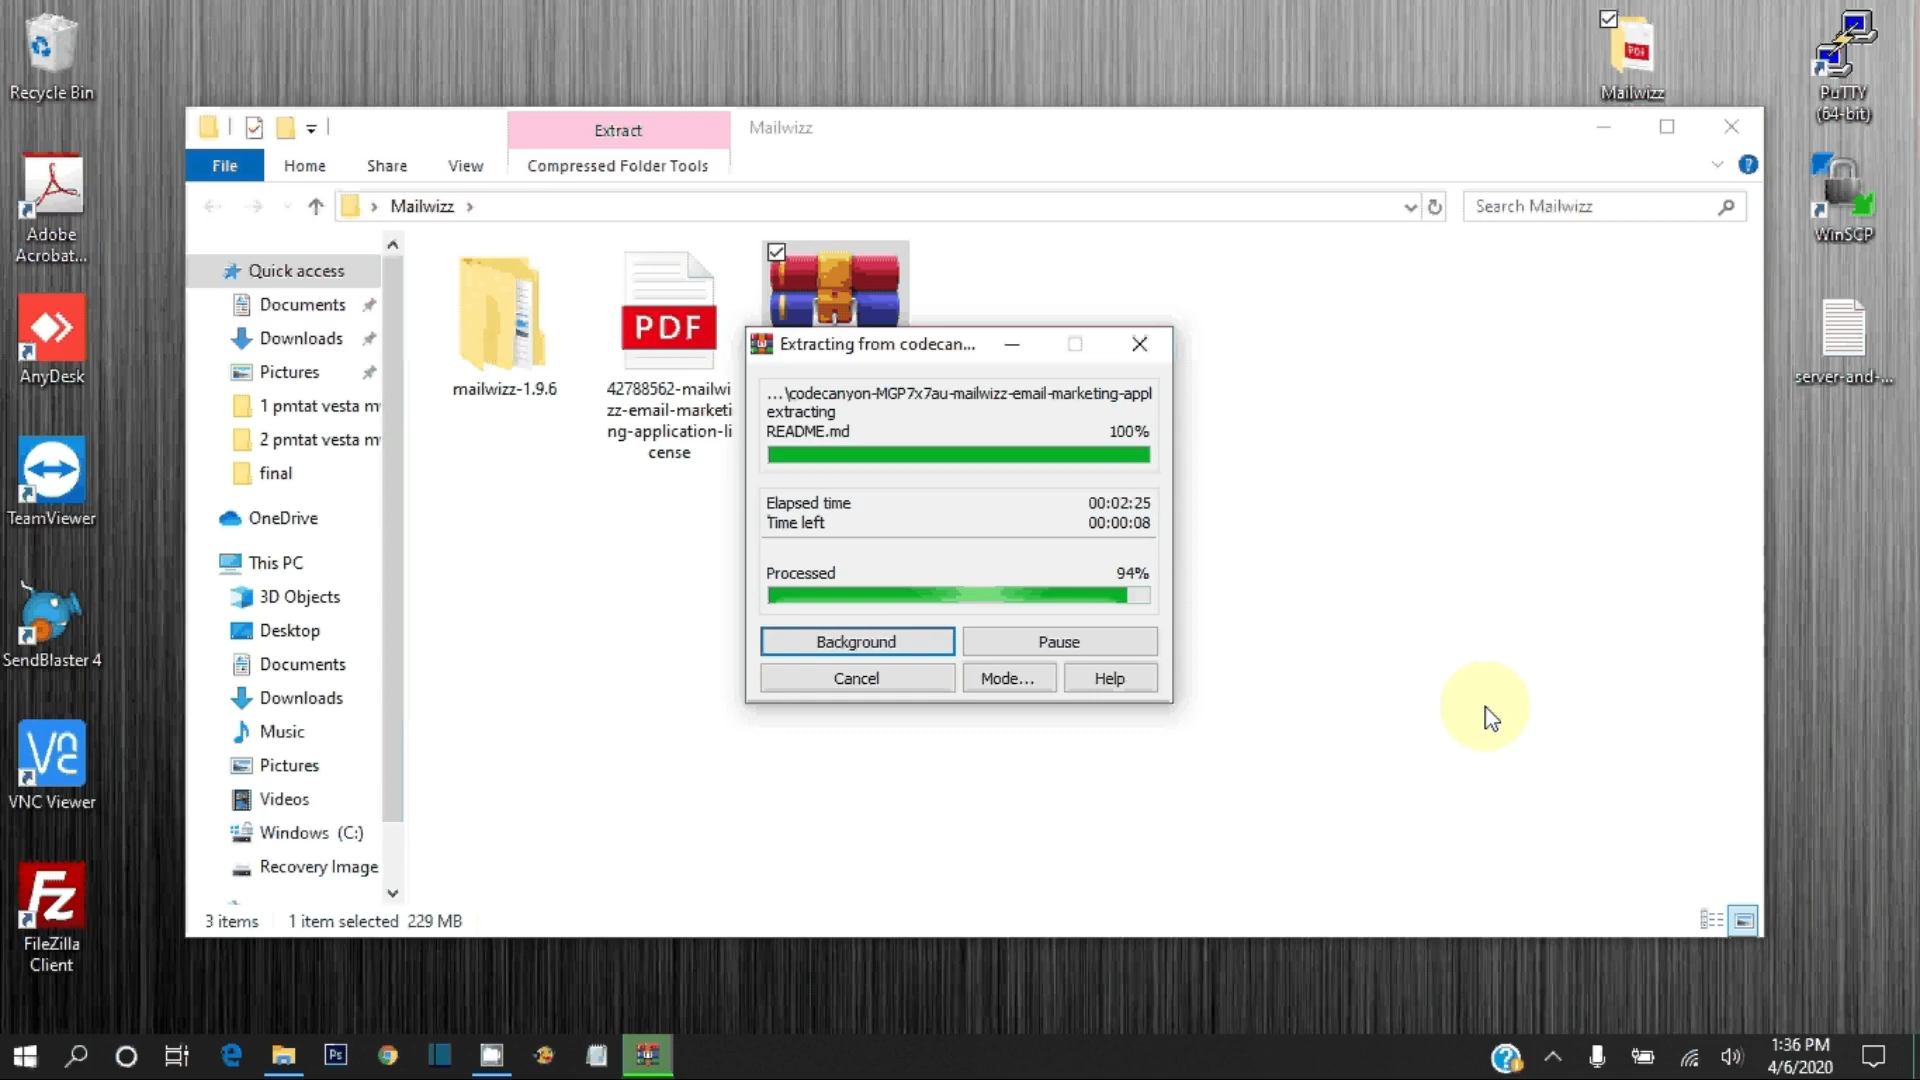 Recycle Bin
Adobe
Acrobat...
AnyDesk
TeamViewer
SendBlaster 4
VNC Viewer
FileZilla
Client
Mailwizz
PuTTY
(64-bit)
WinSCP
server-and-...
Extract
Mailwizz
File
Home
Share
View
Compressed Folder Tools
Mailwizz
Search Mailwizz
Quick access
Documents
Downloads
Pictures
1 pmtat vesta m
2 pmtat vesta m
final
OneDrive
This PC
3D Objects
Desktop
Documents
Downloads
Music
Pictures
Videos
Windows (C:)
Recovery Image
mailwizz-1.9.6
PDF
42788562-mailwi
zz-email-marketi
ng-application-li
cense
Extracting from codecan...
...\codecanyon-MGP7x7au-mailwizz-email-marketing-appl
extracting
README.md 100%
Elapsed time 00:02:25
Time left 00:00:08
Processed 94%
Background
Pause
Cancel
Mode...
Help
3 items 1 item selected 229 MB
1:36 PM
4/6/2020